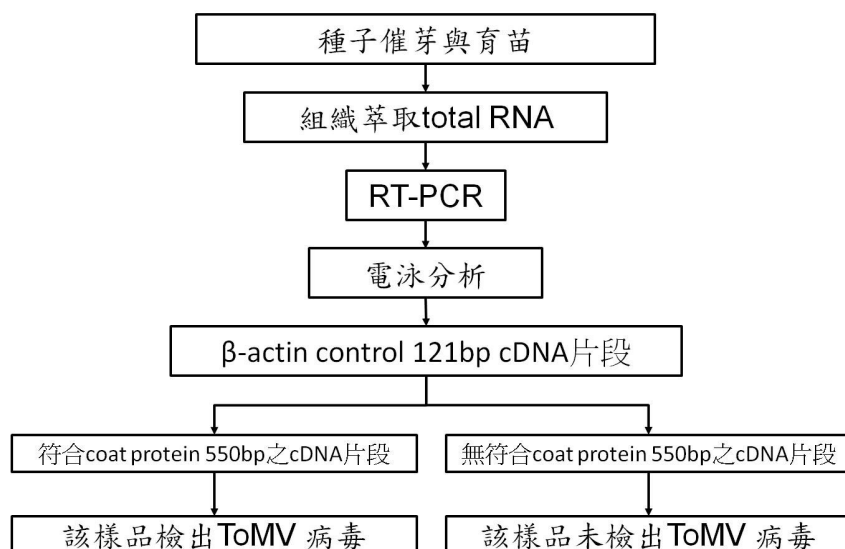 種子催芽與育苗
組織萃取total RNA
RT-PCR
電泳分析
β-actin control 121bp cDNA片段
符合coat protein 550bp之cDNA片段
無符合coat protein 550bp之cDNA片段
該樣品檢出ToMV 病毒
該樣品未檢出ToMV 病毒